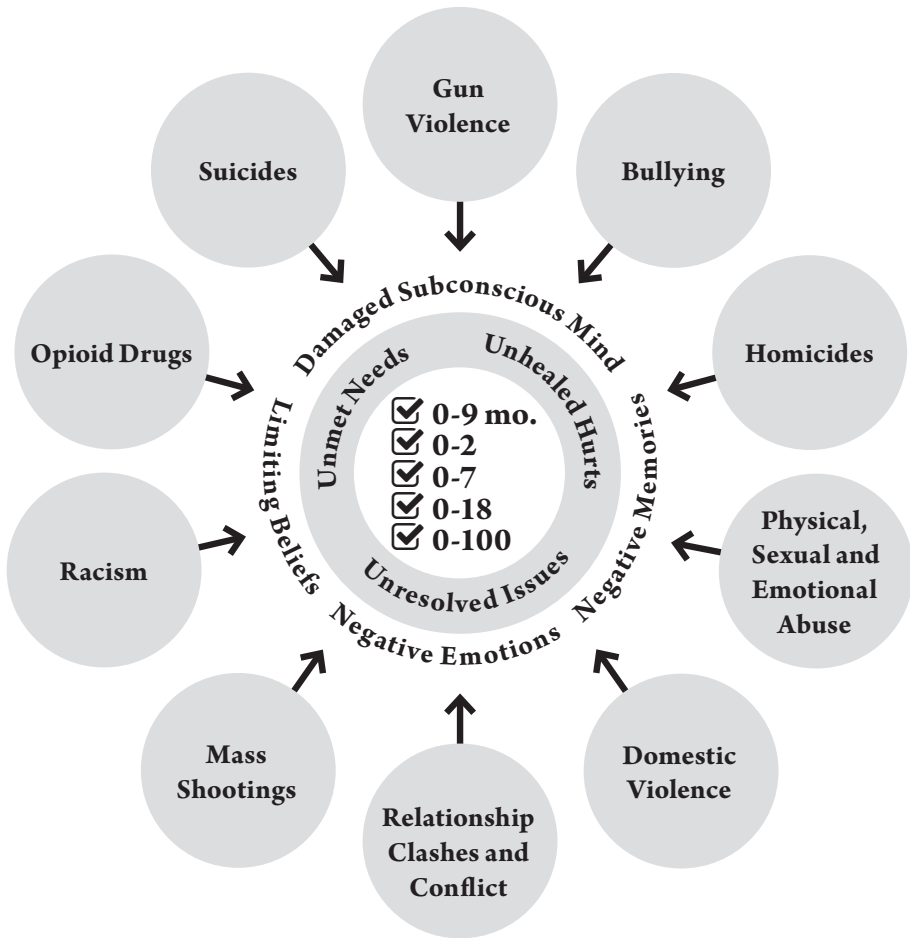 Gun
Violence
Bullying
Homicides
Physical,
Sexual and
Emotional
Abuse
Domestic
Violence
Relationship
Clashes and
Conflict
Mass
Shootings
Racism
Opioid Drugs
Suicides
Damaged Subconscious Mind
Negative Memories
Negative Emotions
Limiting Beliefs
Unmet Needs
Unhealed Hurts
Unresolved Issues
0-9 mo.
0-2
0-7
0-18
0-100